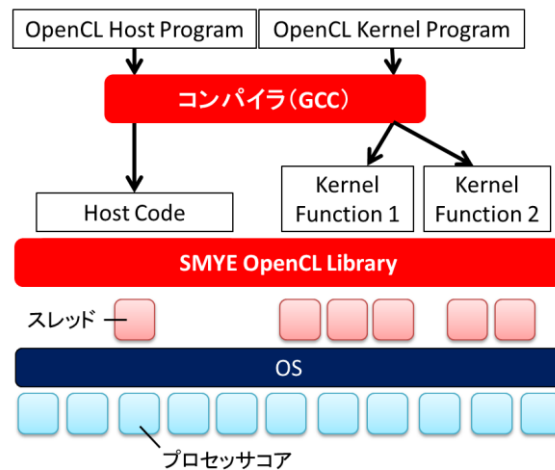 OpenCL Host Program
OpenCL Kernel Program
コンパイラ(GCC)
Host Code
Kernel
Function 1
Kernel
Function 2
SMYE OpenCL Library
スレッド
OS
プロセッサコア